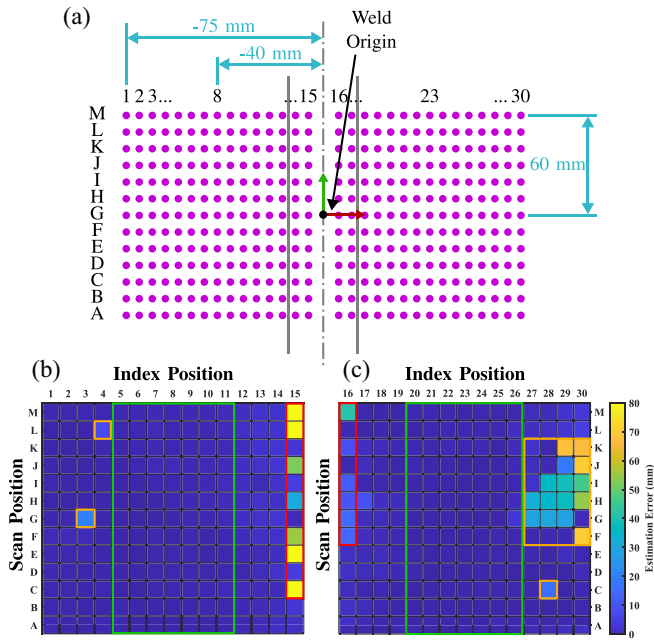 (a)
-75 mm
Weld
Origin
-40 mm
1 2 3... 8 ...15 16... 23 ... 30
M
L
K
J
I
H
G
F
E
D
C
B
A
60 mm
(b) Index Position
1 2 3 4 5 6 7 8 9 10 11 12 13 14 15
Scan Position
M
L
K
J
I
H
G
F
E
D
C
B
A
(c) Index Position
16 17 18 19 20 21 22 23 24 25 26 27 28 29 30
Scan Position
M
L
K
J
I
H
G
F
E
D
C
B
A
80
70
60
50
40
30
20
10
0
Estimation Error (mm)